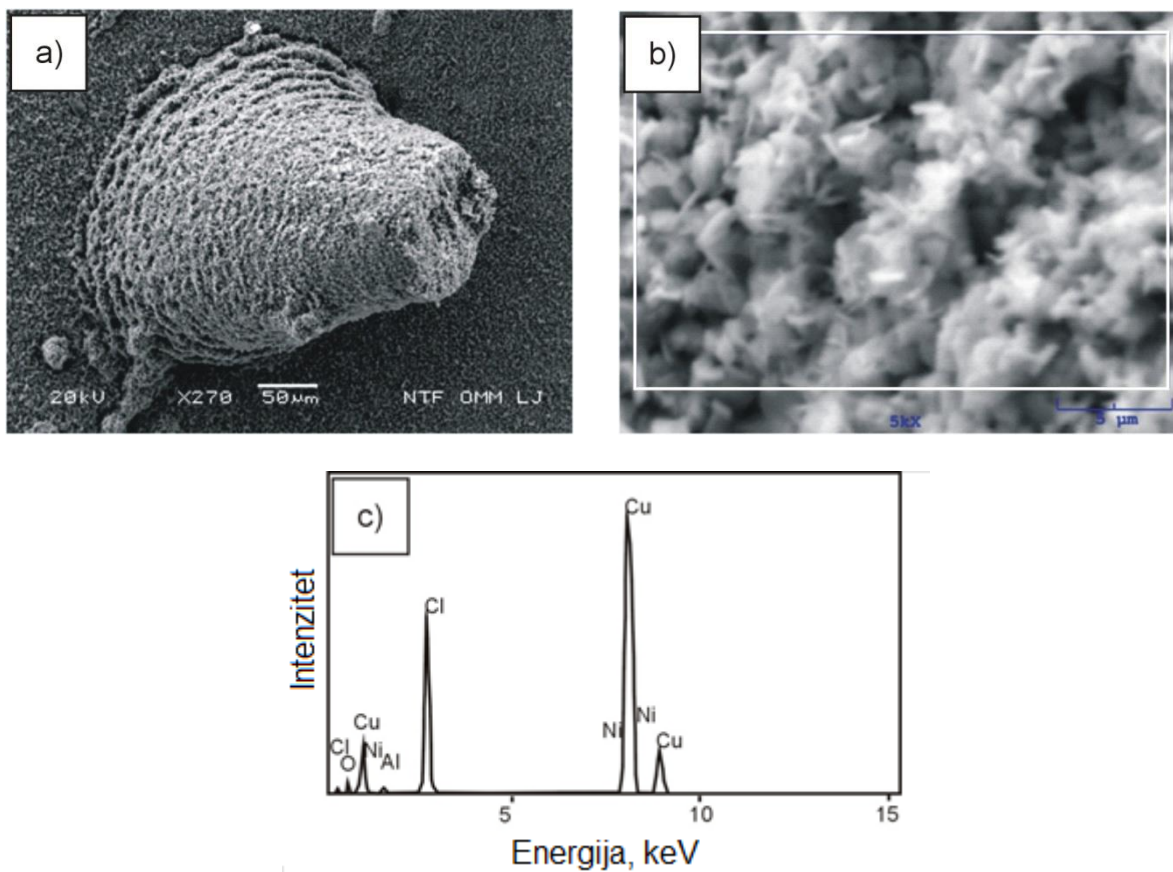 a)
20kV X270 50µm NTF OMM LJ
b)
5kX 5 µm
c)
Cu
Cl
Cu
Cl
O
Ni
Al
Ni
Ni
Cu
5 10 15
Intenzitet
Energija, keV